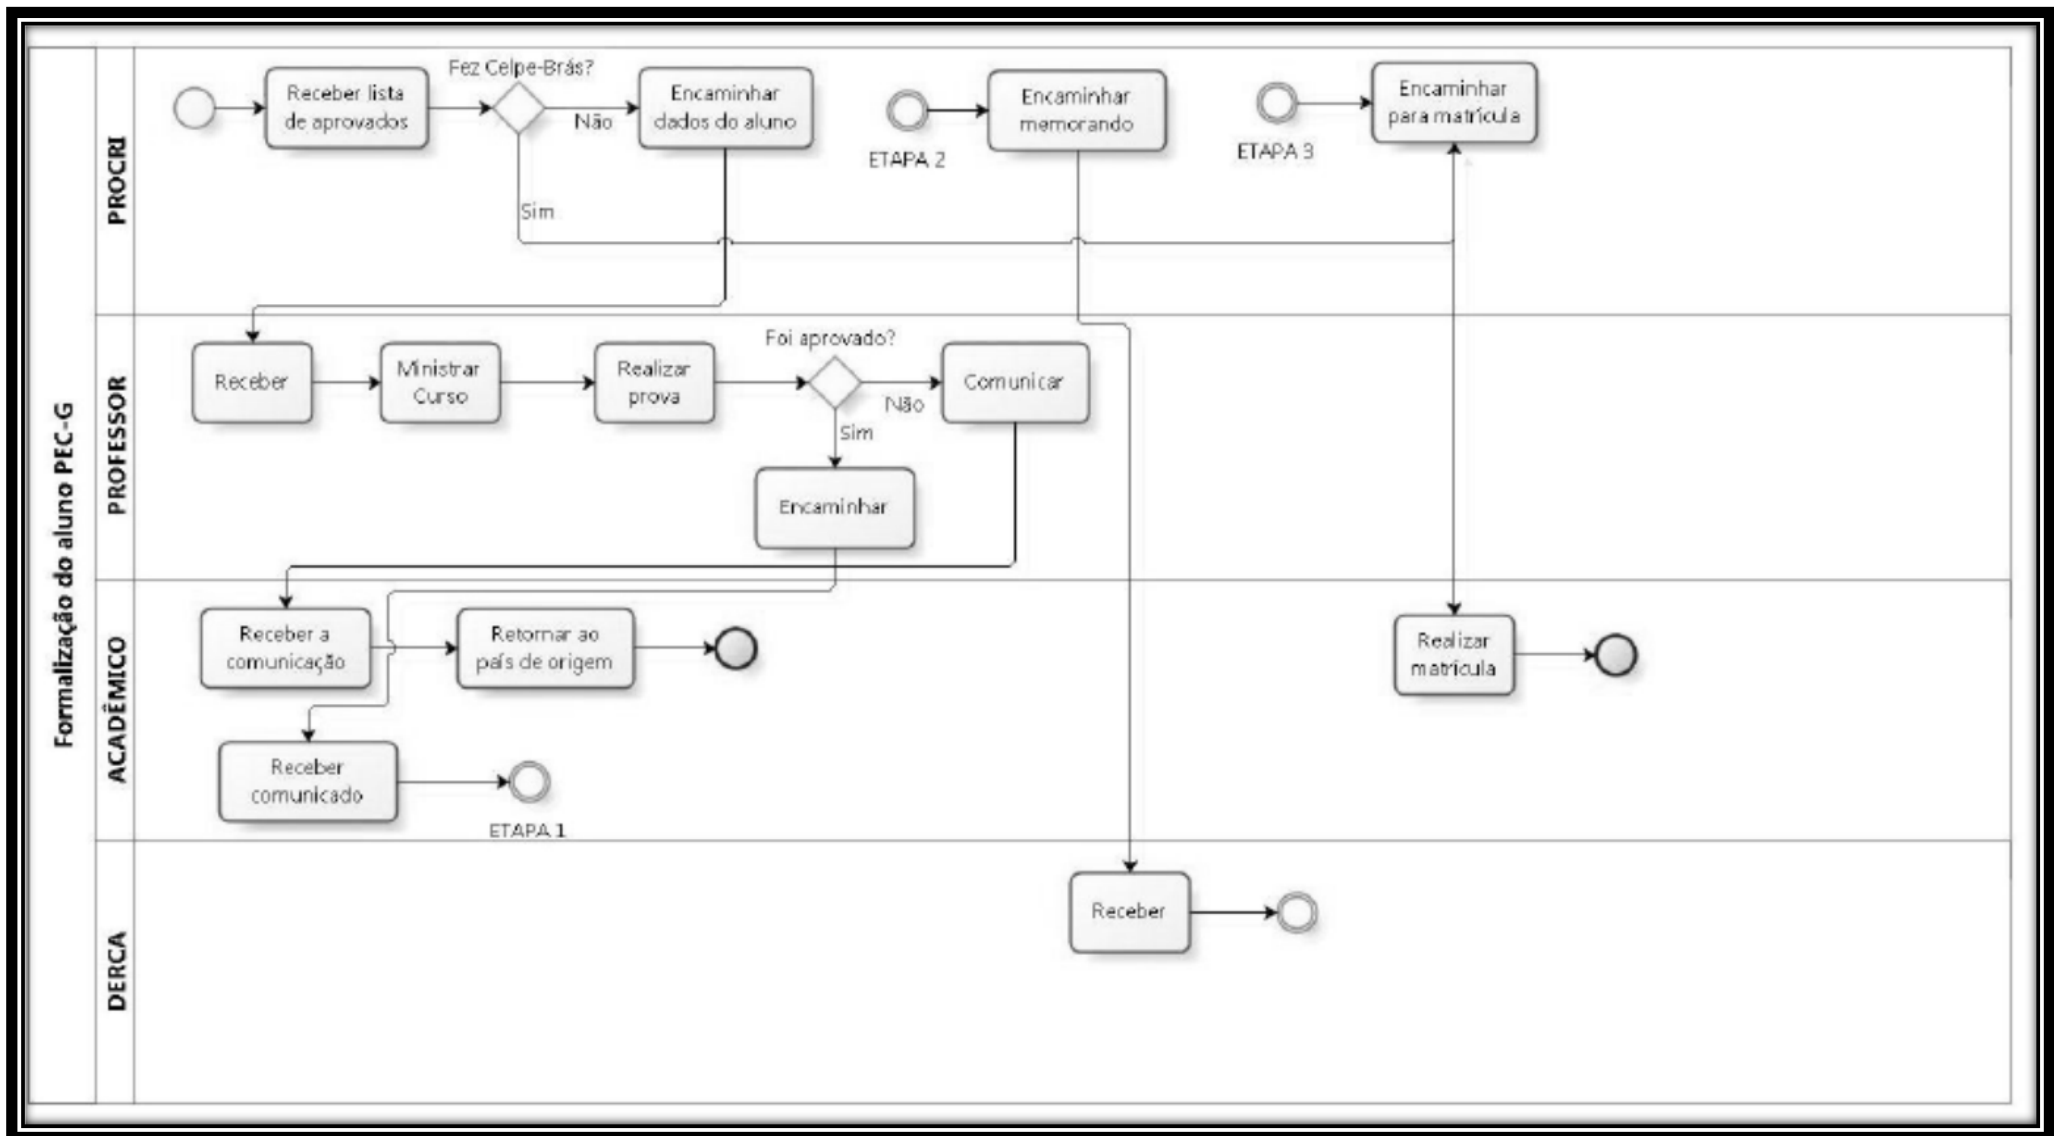 Formalização do aluno PEC-G
PROCRI
Receber lista
de aprovados
Fez Celpe-Brás?
Não
Sim
Encaminhar
dados do aluno
ETAPA 2
Encaminhar
memorando
ETAPA 3
Encaminhar
para matrícula
PROFESSOR
Receber
Ministrar
Curso
Realizar
prova
Foi aprovado?
Não
Sim
Comunicar
Encaminhar
ACADÊMICO
Receber a
comunicação
Retornar ao
país de origem
Realizar
matrícula
Receber
comunicado
ETAPA 1
DERCA
Receber